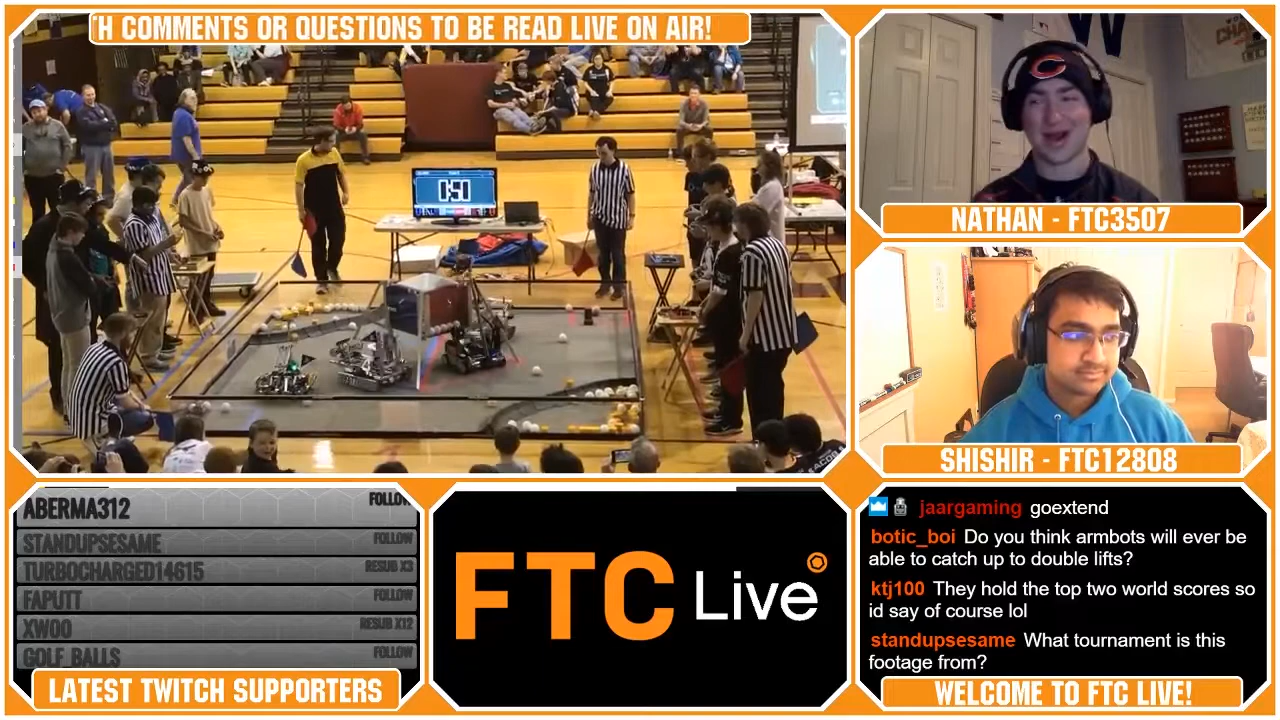 H COMMENTS OR QUESTIONS TO BE READ LIVE ON AIR!
1:51
NATHAN - FTC3507
SHISHIR - FTC12808
ABERMA312 FOLLOW
STANDUPSESAME FOLLOW
TURBOCHARGED14615 RESUB X3
FAPUTT FOLLOW
XW00 RESUB X12
GOLF_BALLS FOLLOW
LATEST TWITCH SUPPORTERS
FTC Live
jaargaming goextend
botic_boi Do you think armbots will ever be
able to catch up to double lifts?
ktj100 They hold the top two world scores so
id say of course lol
standupsesame What tournament is this
footage from?
WELCOME TO FTC LIVE!